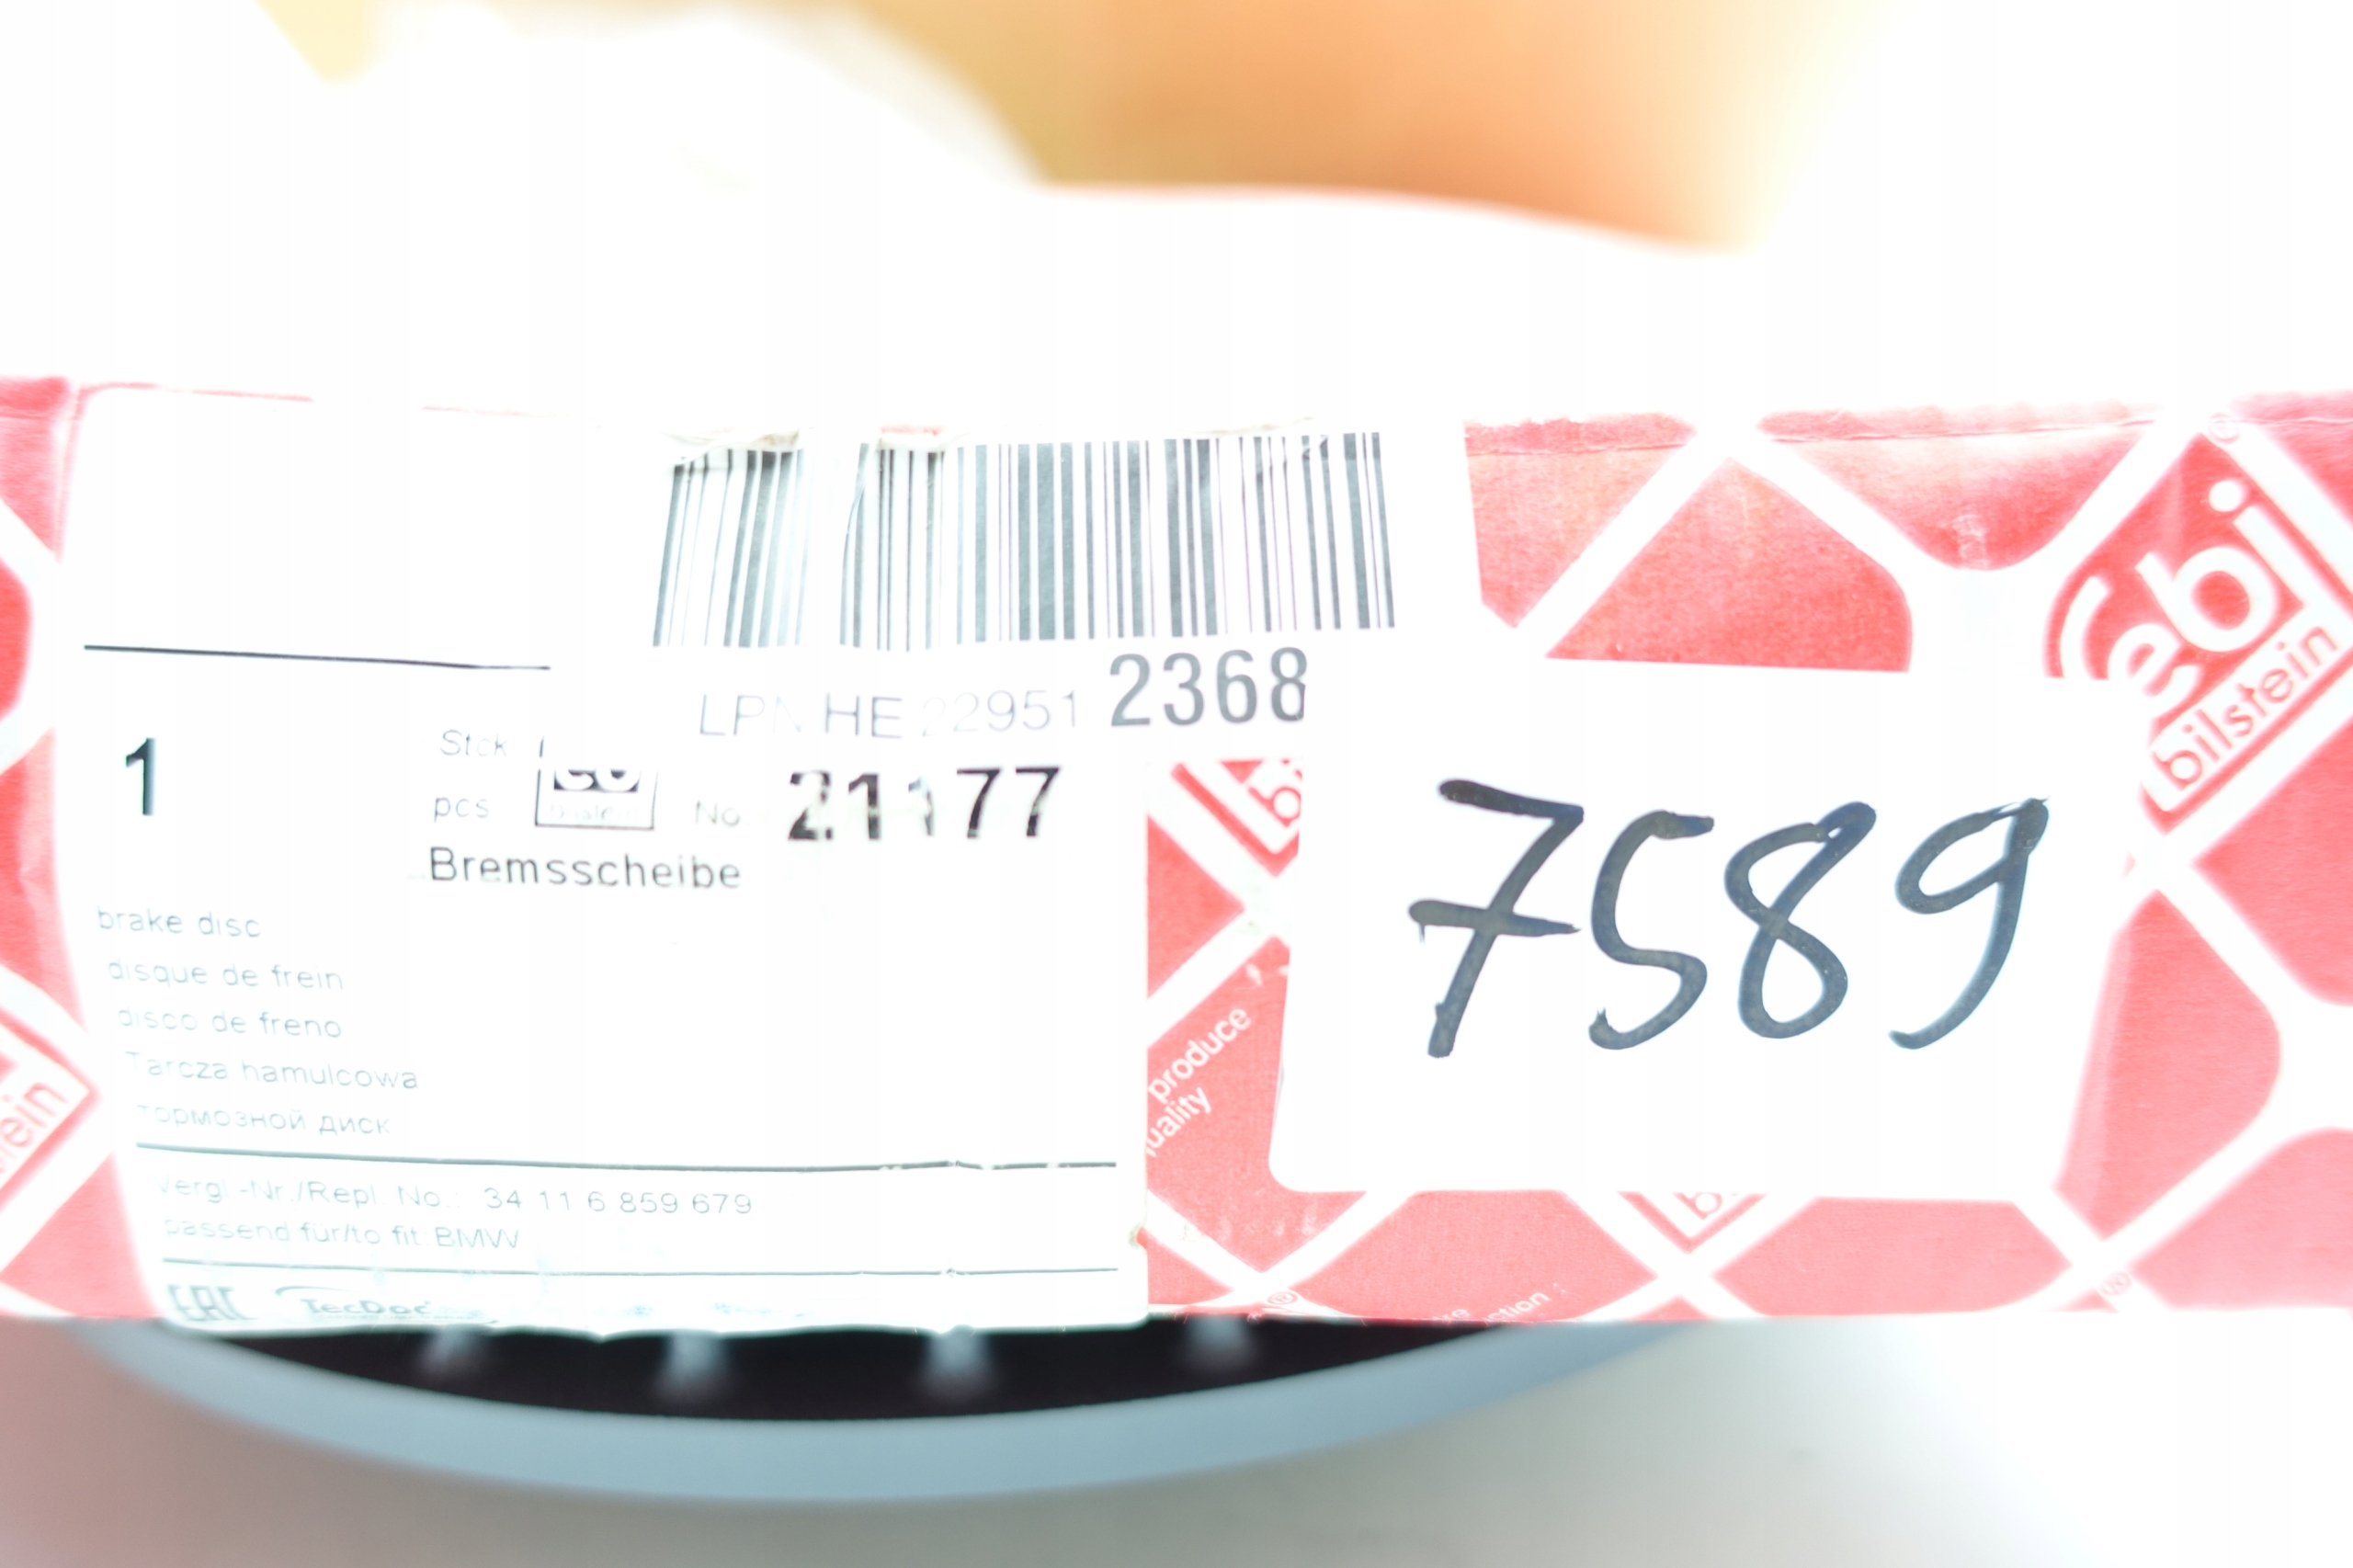 LPN HE 22951 2368
1
Stck
pcs
No 21177
Bremsscheibe
brake disc
disque de frein
disco de freno
Tarcza hamulcowa
тормозной диск
vergl.-Nr./Repl. No.: 34 11 6 859 679
passend für/to fit BMW
EAC
TecDoc
7589
febi
bilstein
produce